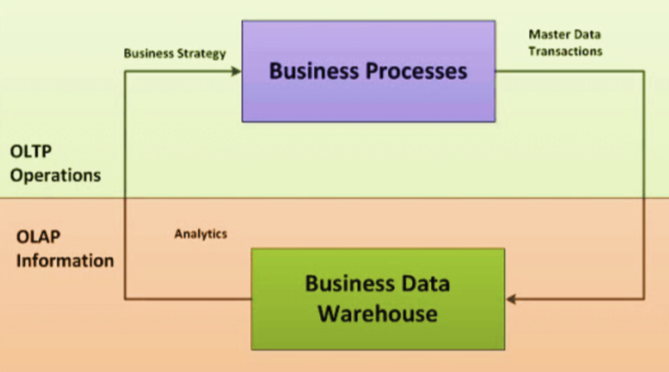 Master Data
Transactions
Business Strategy
Business Processes
OLTP
Operations
OLAP
Information
Analytics
Business Data
Warehouse